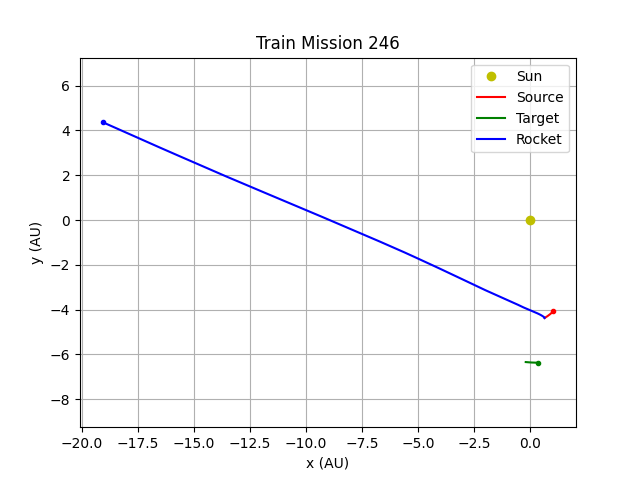 Train Mission 246
Sun
Source
Target
Rocket
y (AU)
6
4
2
0
−2
−4
−6
−8
−20.0 −17.5 −15.0 −12.5 −10.0 −7.5 −5.0 −2.5 0.0
x (AU)